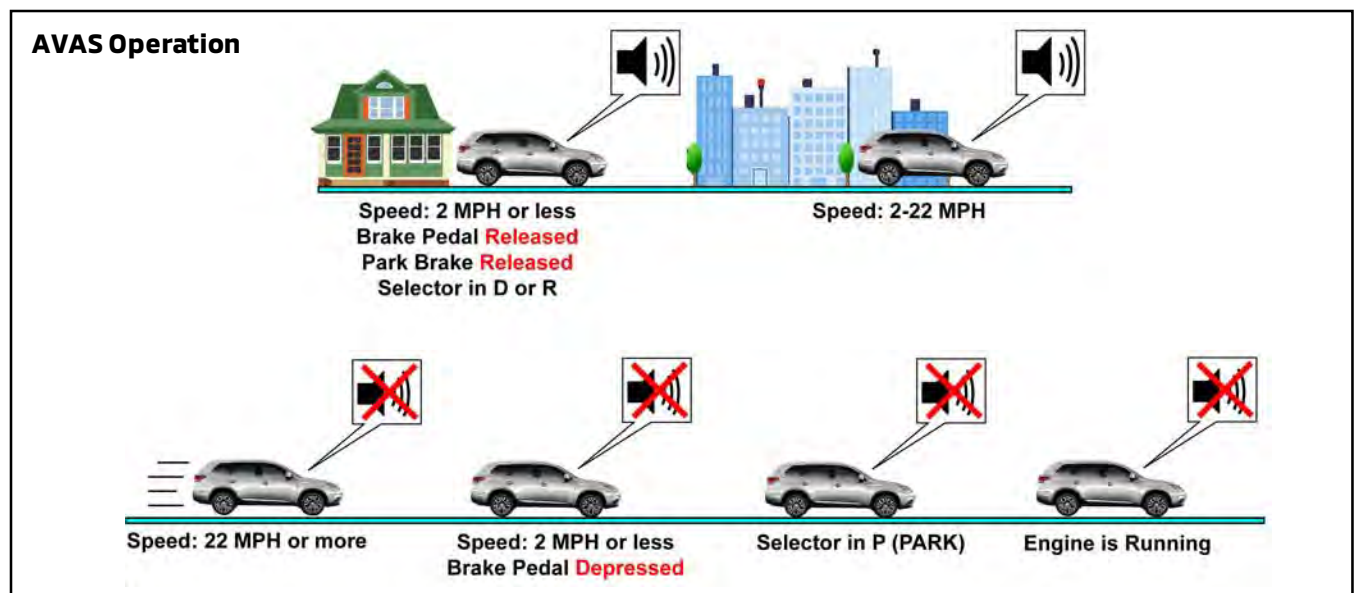 AVAS Operation
Speed: 2 MPH or less
Brake Pedal Released
Park Brake Released
Selector in D or R
Speed: 2-22 MPH
Speed: 22 MPH or more
Speed: 2 MPH or less
Brake Pedal Depressed
Selector in P (PARK)
Engine is Running